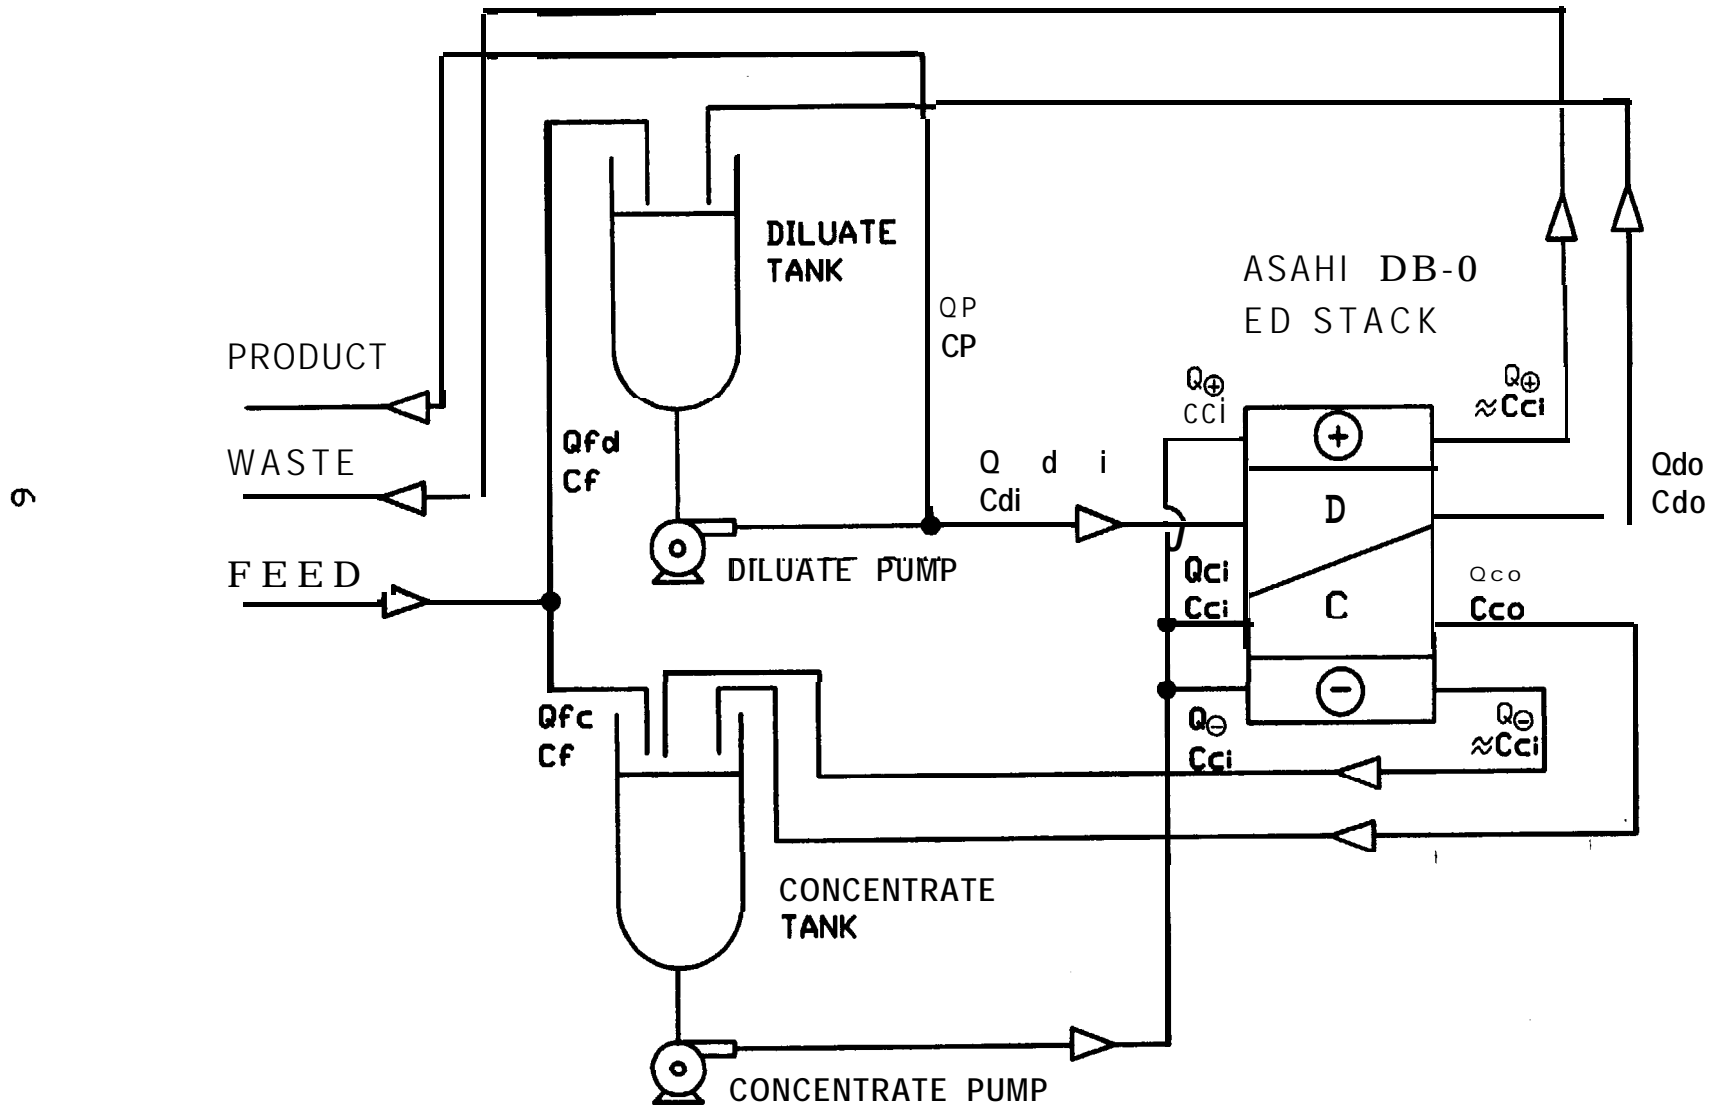 DILUATE
TANK
ASAHI DB-0
ED STACK
QP
CP
PRODUCT
Q⊕
cci
Q⊕
≈Cci
Qfd
Cf
WASTE
Q d i
Cdi
Qdo
Cdo
D
6
DILUATE PUMP
FEED
Qci
Cci
C
Qco
Cco
Qfc
Cf
Q⊖
Cci
Q⊖
≈Cci
CONCENTRATE
TANK
CONCENTRATE PUMP